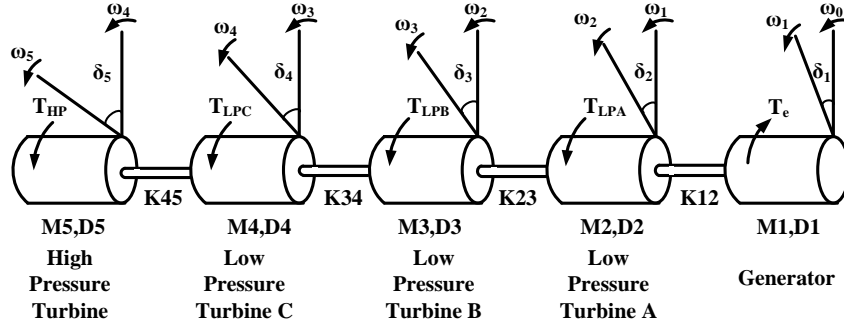 ω4 ω3 ω2 ω1 ω0
ω5 ω4 ω3 ω2 ω1
δ5 δ4 δ3 δ2 δ1
THP TLPC TLPB TLPA Te
K45 K34 K23 K12
M5,D5 M4,D4 M3,D3 M2,D2 M1,D1
High Low Low Low
Pressure Pressure Pressure Pressure Generator
Turbine Turbine C Turbine B Turbine A